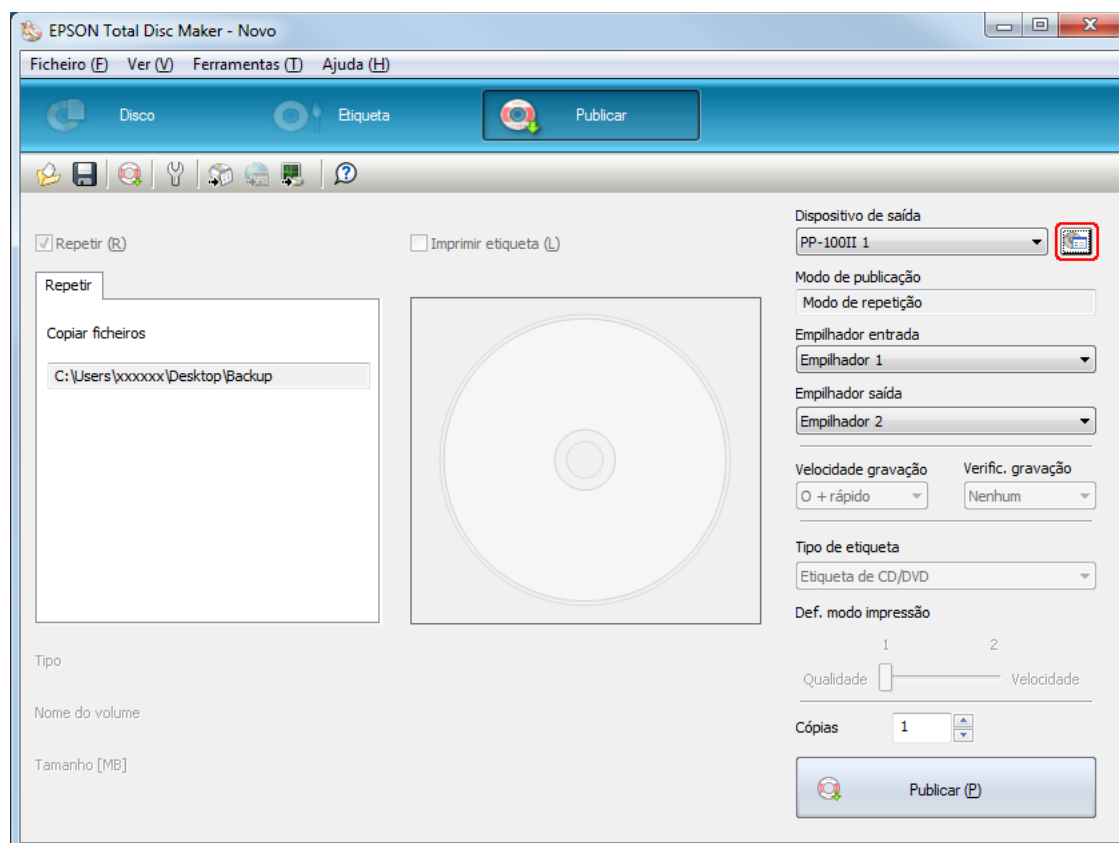 EPSON Total Disc Maker - Novo
Ficheiro (F) Ver (V) Ferramentas (T) Ajuda (H)
Disco Etiqueta Publicar
Repetir (R)
Imprimir etiqueta (L)
Repetir
Copiar ficheiros
C:\Users\xxxxxx\Desktop\Backup
Tipo
Nome do volume
Tamanho [MB]
Dispositivo de saída
PP-100II 1
Modo de publicação
Modo de repetição
Empilhador entrada
Empilhador 1
Empilhador saída
Empilhador 2
Velocidade gravação Verific. gravação
O + rápido Nenhum
Tipo de etiqueta
Etiqueta de CD/DVD
Def. modo impressão
1 2
Qualidade Velocidade
Cópias 1
Publicar (P)